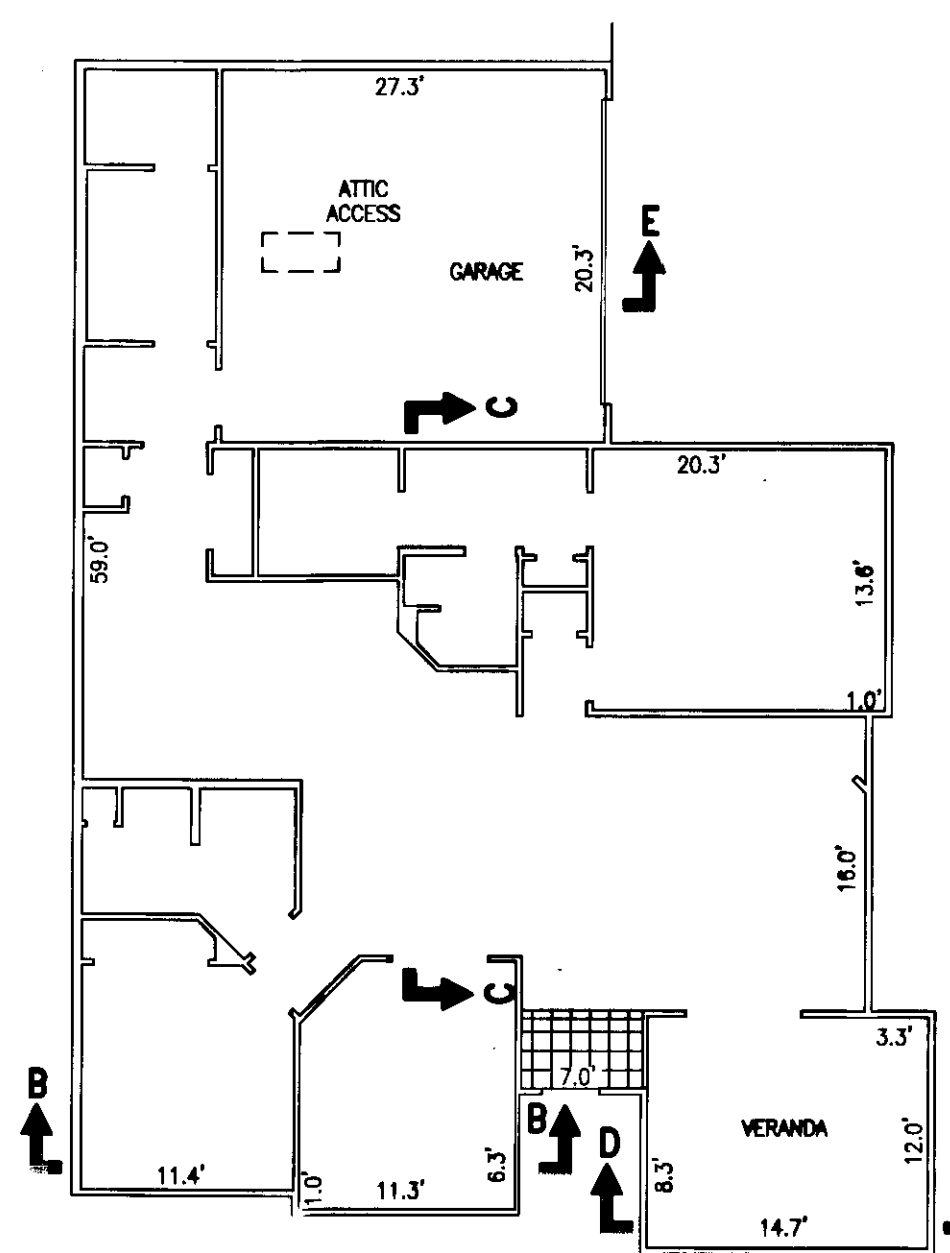 27.3'
ATTIC
ACCESS
E
20.3'
GARAGE
C
20.3'
59.0'
13.6'
1.0'
16.0'
C
3.3'
7.0'
B
B
D
VERANDA
12.0'
6.3'
8.3'
11.4'
1.0'
11.3'
14.7'